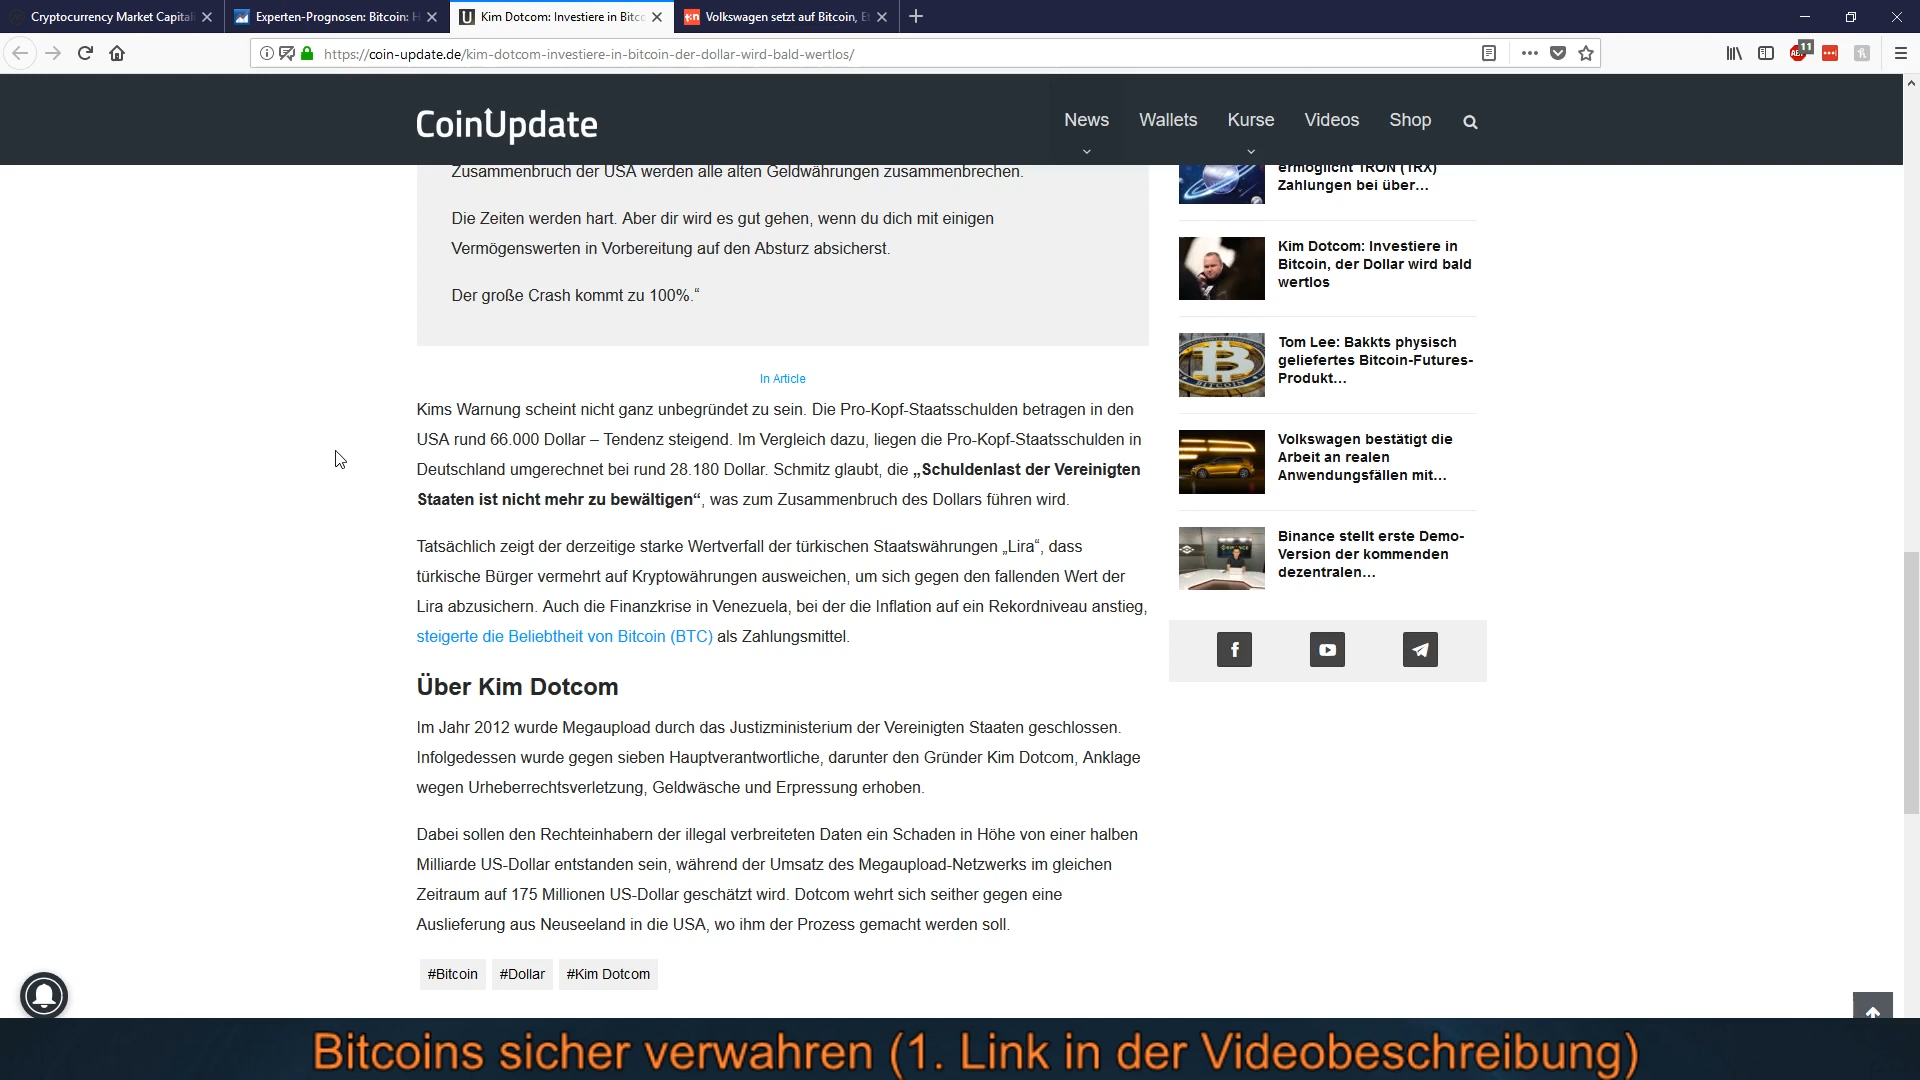 Cryptocurrency Market Capital
Experten-Prognosen: Bitcoin: H
Kim Dotcom: Investiere in Bitco
Volkswagen setzt auf Bitcoin, Et
https://coin-update.de/kim-dotcom-investiere-in-bitcoin-der-dollar-wird-bald-wertlos/
11
CoinUpdate
News
Wallets
Kurse
Videos
Shop
Zusammenbruch der USA werden alle alten Geldwährungen zusammenbrechen.
Die Zeiten werden hart. Aber dir wird es gut gehen, wenn du dich mit einigen
Vermögenswerten in Vorbereitung auf den Absturz absicherst.
Der große Crash kommt zu 100%.“
In Article
Kims Warnung scheint nicht ganz unbegründet zu sein. Die Pro-Kopf-Staatsschulden betragen in den
USA rund 66.000 Dollar – Tendenz steigend. Im Vergleich dazu, liegen die Pro-Kopf-Staatsschulden in
Deutschland umgerechnet bei rund 28.180 Dollar. Schmitz glaubt, die „Schuldenlast der Vereinigten
Staaten ist nicht mehr zu bewältigen“, was zum Zusammenbruch des Dollars führen wird.
Tatsächlich zeigt der derzeitige starke Wertverfall der türkischen Staatswährungen „Lira“, dass
türkische Bürger vermehrt auf Kryptowährungen ausweichen, um sich gegen den fallenden Wert der
Lira abzusichern. Auch die Finanzkrise in Venezuela, bei der die Inflation auf ein Rekordniveau anstieg,
steigerte die Beliebtheit von Bitcoin (BTC) als Zahlungsmittel.
Über Kim Dotcom
Im Jahr 2012 wurde Megaupload durch das Justizministerium der Vereinigten Staaten geschlossen.
Infolgedessen wurde gegen sieben Hauptverantwortliche, darunter den Gründer Kim Dotcom, Anklage
wegen Urheberrechtsverletzung, Geldwäsche und Erpressung erhoben.
Dabei sollen den Rechteinhabern der illegal verbreiteten Daten ein Schaden in Höhe von einer halben
Milliarde US-Dollar entstanden sein, während der Umsatz des Megaupload-Netzwerks im gleichen
Zeitraum auf 175 Millionen US-Dollar geschätzt wird. Dotcom wehrt sich seither gegen eine
Auslieferung aus Neuseeland in die USA, wo ihm der Prozess gemacht werden soll.
#Bitcoin
#Dollar
#Kim Dotcom
ermöglicht TRON (TRX)
Zahlungen bei über...
Kim Dotcom: Investiere in
Bitcoin, der Dollar wird bald
wertlos
Tom Lee: Bakkts physisch
geliefertes Bitcoin-Futures-
Produkt...
Volkswagen bestätigt die
Arbeit an realen
Anwendungsfällen mit...
Binance stellt erste Demo-
Version der kommenden
dezentralen...
Bitcoins sicher verwahren (1. Link in der Videobeschreibung)